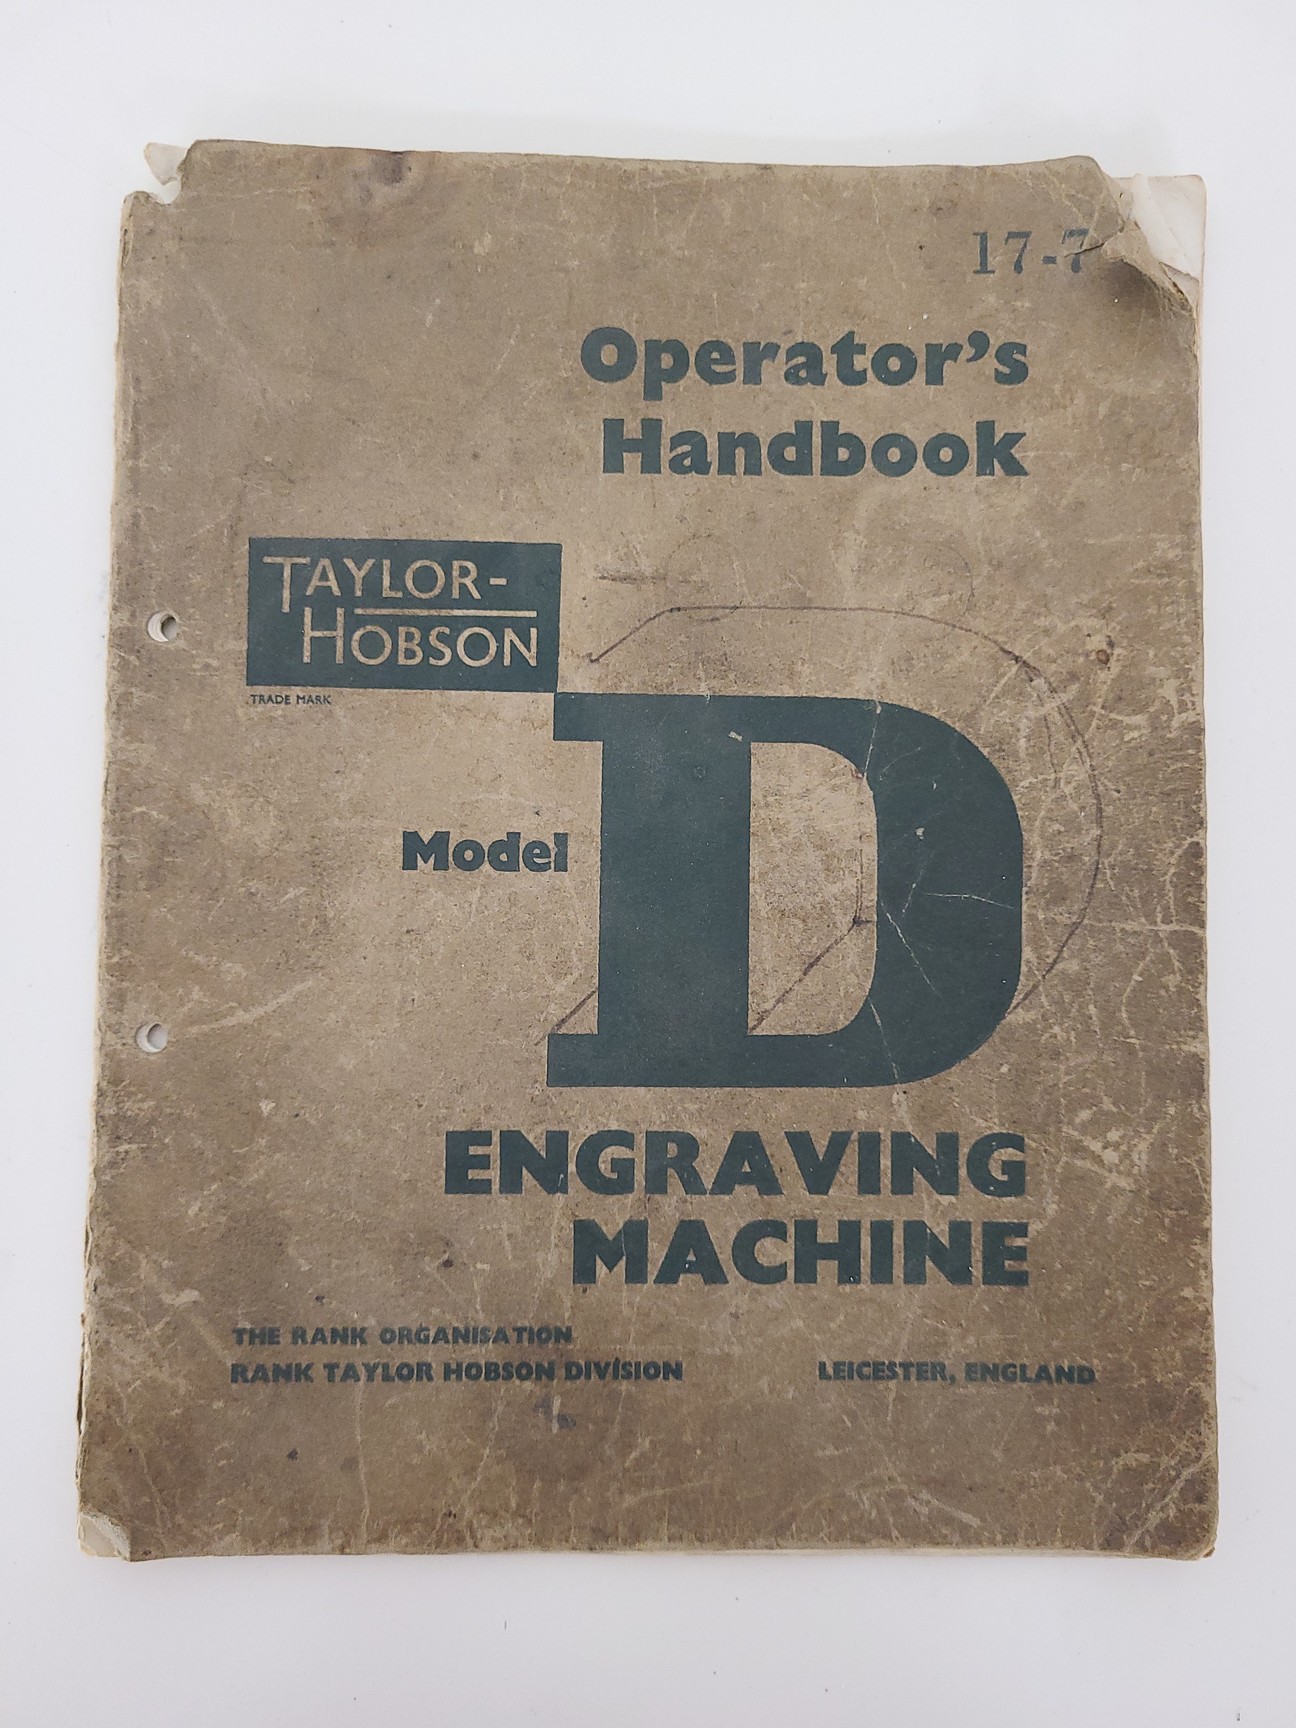 17-7
Operator's
Handbook
TAYLOR-
HOBSON
TRADE MARK
Model
D
ENGRAVING
MACHINE
THE RANK ORGANISATION
RANK TAYLOR HOBSON DIVISION LEICESTER, ENGLAND